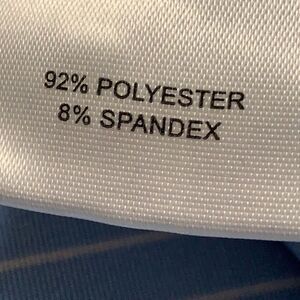 92% POLYESTER
8% SPANDEX